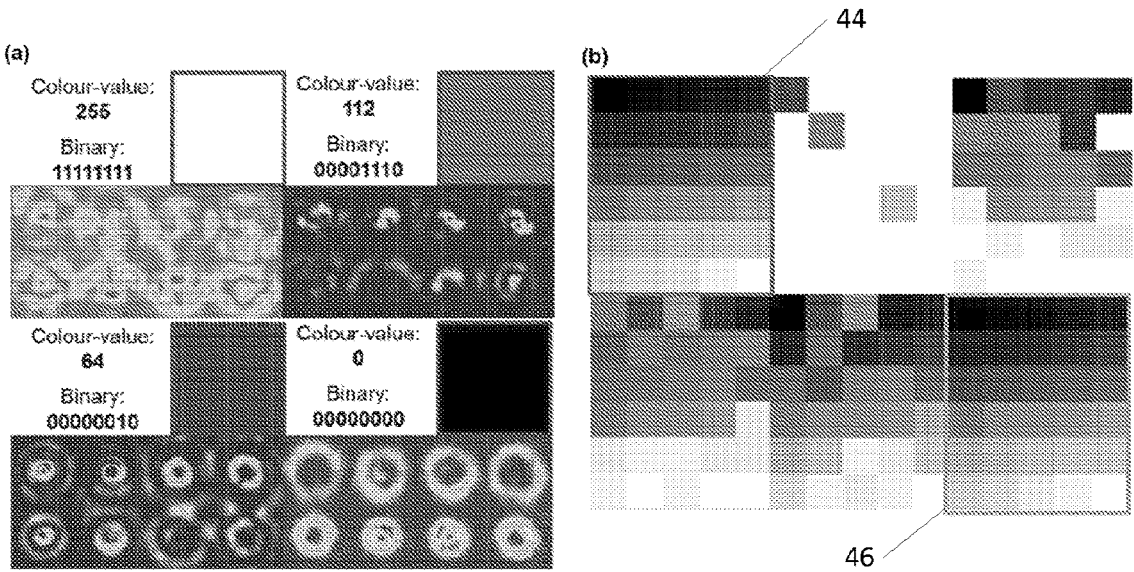 44
(a)
(b)
Colour-value:
255
Binary:
11111111
Colour-value:
112
Binary:
00001110
Colour-value:
64
Binary:
00000010
Colour-value:
0
Binary:
00000000
46